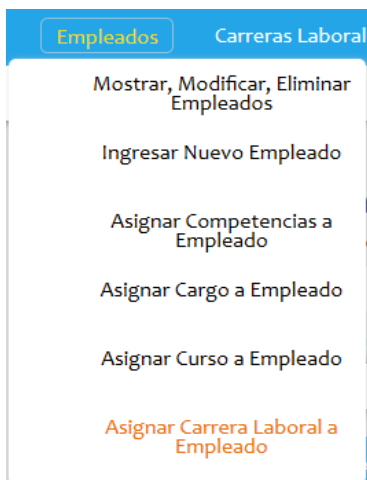 Empleados Carreras Laboral
Mostrar, Modificar, Eliminar
Empleados
Ingresar Nuevo Empleado
Asignar Competencias a
Empleado
Asignar Cargo a Empleado
Asignar Curso a Empleado
Asignar Carrera Laboral a
Empleado